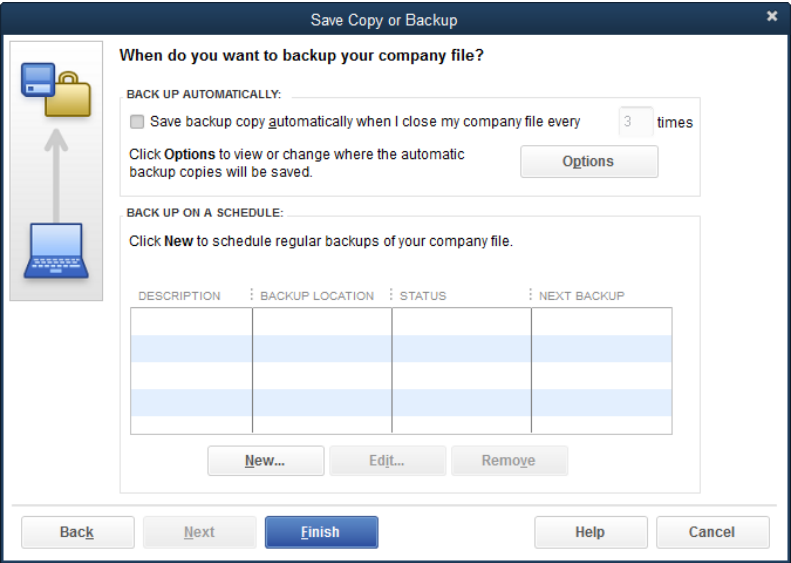 Save Copy or Backup
When do you want to backup your company file?
BACK UP AUTOMATICALLY:
Save backup copy automatically when I close my company file every 3 times
Click Options to view or change where the automatic
backup copies will be saved.
Options
BACK UP ON A SCHEDULE:
Click New to schedule regular backups of your company file.
DESCRIPTION BACKUP LOCATION STATUS NEXT BACKUP
New... Edit... Remove
Back Next Finish Help Cancel